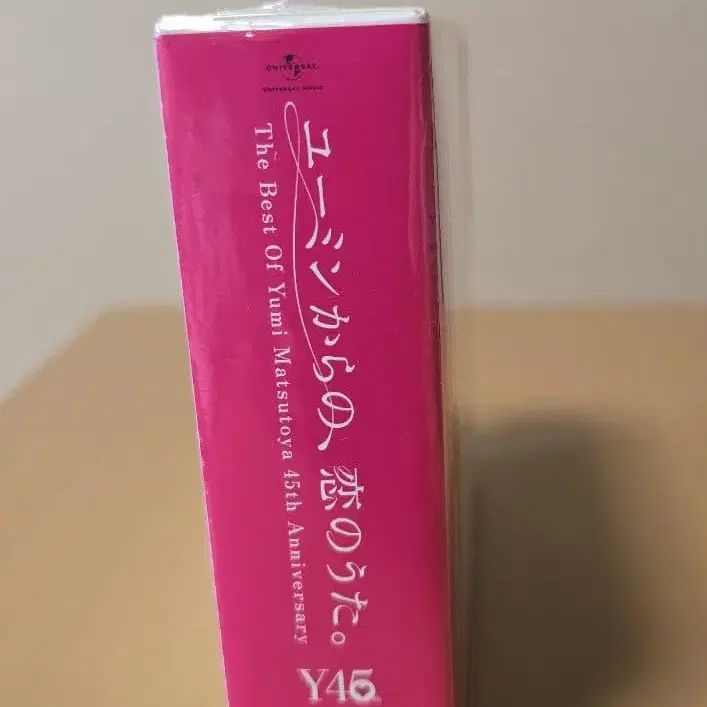 UNIVERSAL
UNIVERSAL MUSIC
ユーミンからの、恋のうた。
The Best Of Yumi Matsutoya 45th Anniversary
Y45